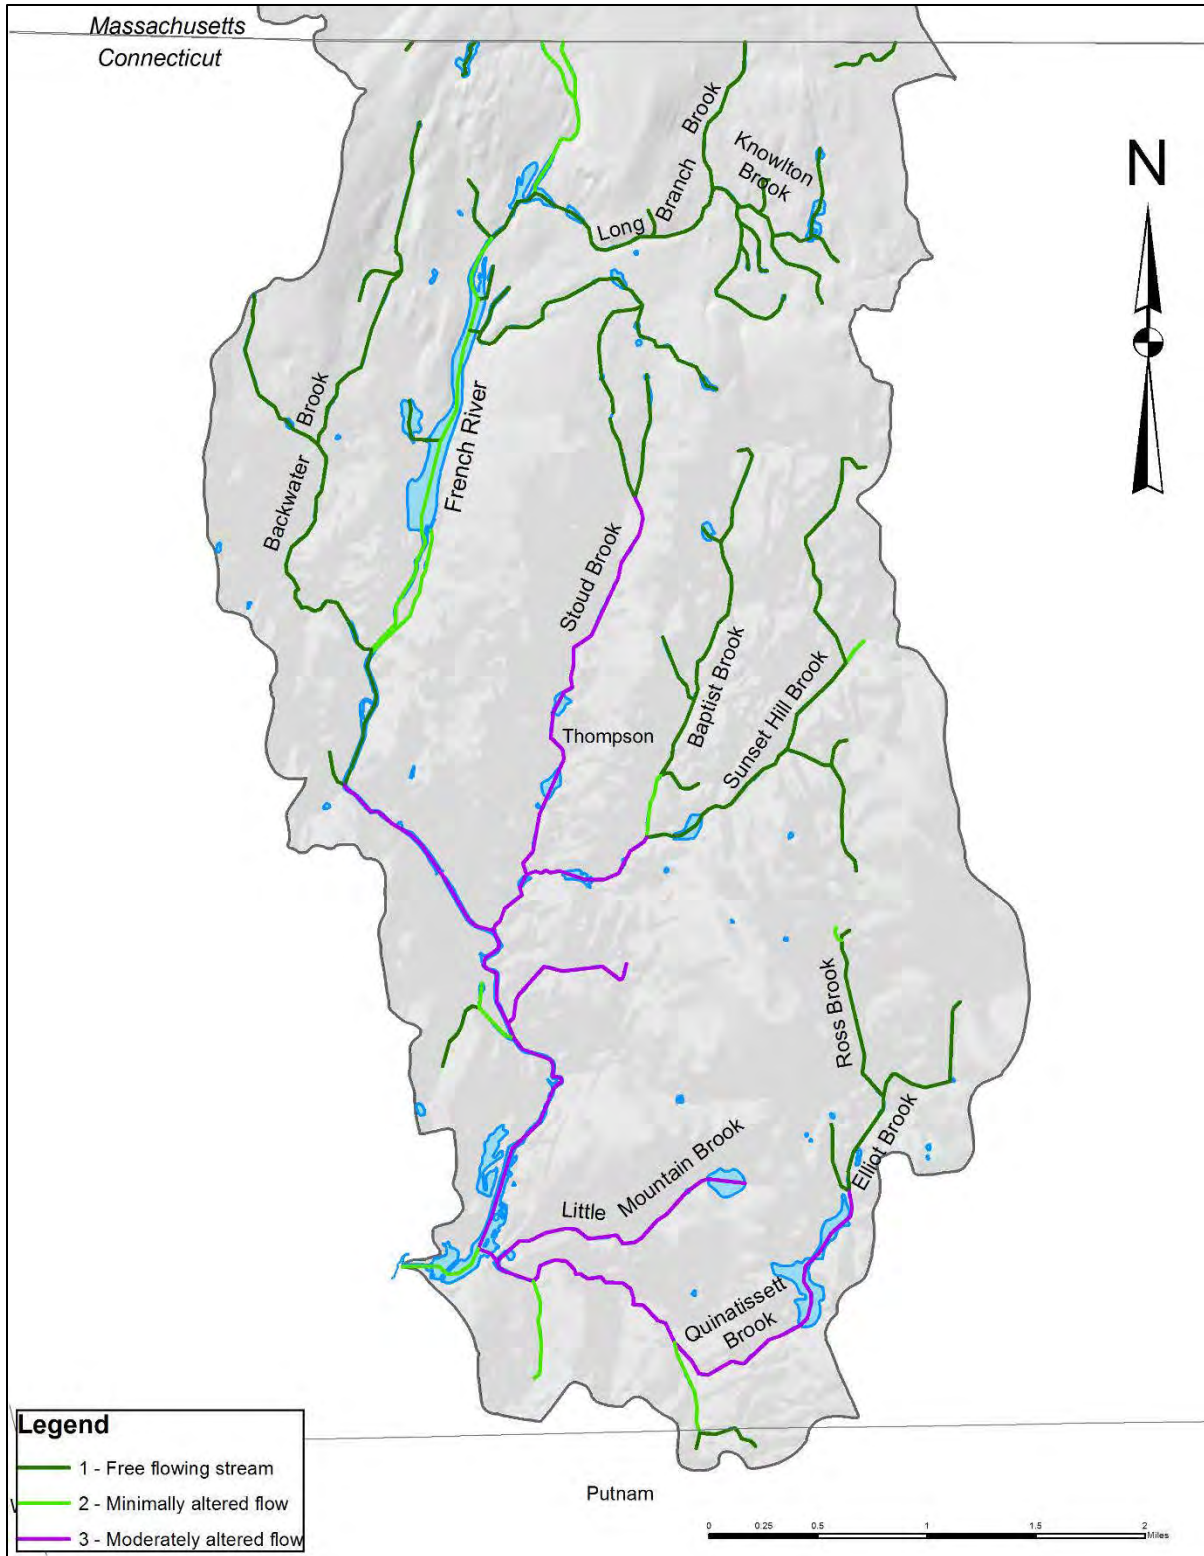 Massachusetts
Connecticut
Long Branch Brook
Knowlton
Brook
N
Backwater Brook
French River
Stoud Brook
Baptist Brook
Sunset Hill Brook
Thompson
Ross Brook
Elliot Brook
Little Mountain Brook
Quinatissett
Brook
Putnam
Legend
1 - Free flowing stream
2 - Minimally altered flow
3 - Moderately altered flow
0 0.25 0.5 1 1.5 2
Miles